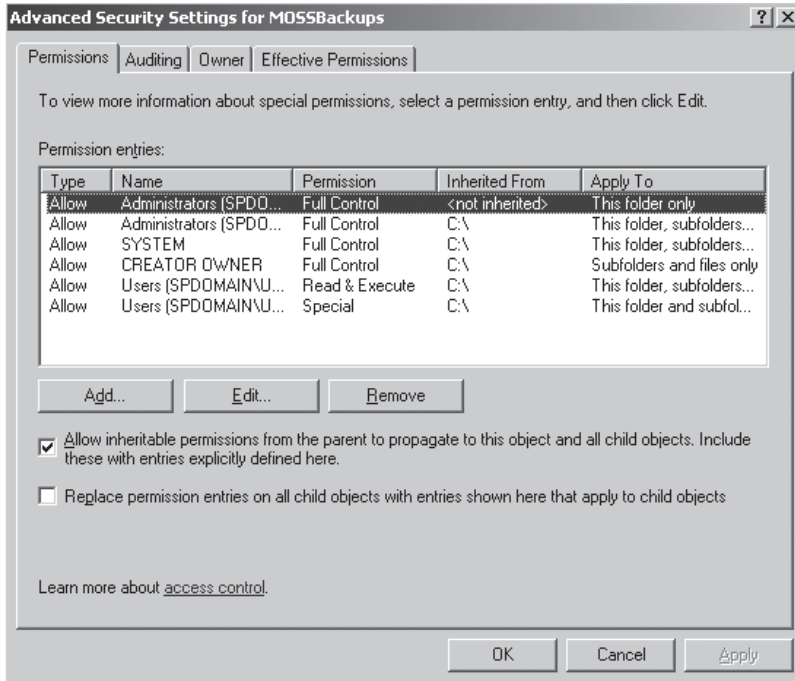 Advanced Security Settings for MOSSBackups
Permissions Auditing Owner Effective Permissions
To view more information about special permissions, select a permission entry, and then click Edit.
Permission entries:
Type Name Permission Inherited From Apply To
Allow Administrators (SPDO... Full Control <not inherited> This folder only
Allow Administrators (SPDO... Full Control C:\ This folder, subfolders...
Allow SYSTEM Full Control C:\ This folder, subfolders...
Allow CREATOR OWNER Full Control C:\ Subfolders and files only
Allow Users (SPDOMAIN\U... Read & Execute C:\ This folder, subfolders...
Allow Users (SPDOMAIN\U... Special C:\ This folder and subfol...
Add... Edit... Remove
Allow inheritable permissions from the parent to propagate to this object and all child objects. Include
these with entries explicitly defined here.
Replace permission entries on all child objects with entries shown here that apply to child objects
Learn more about access control.
OK Cancel Apply